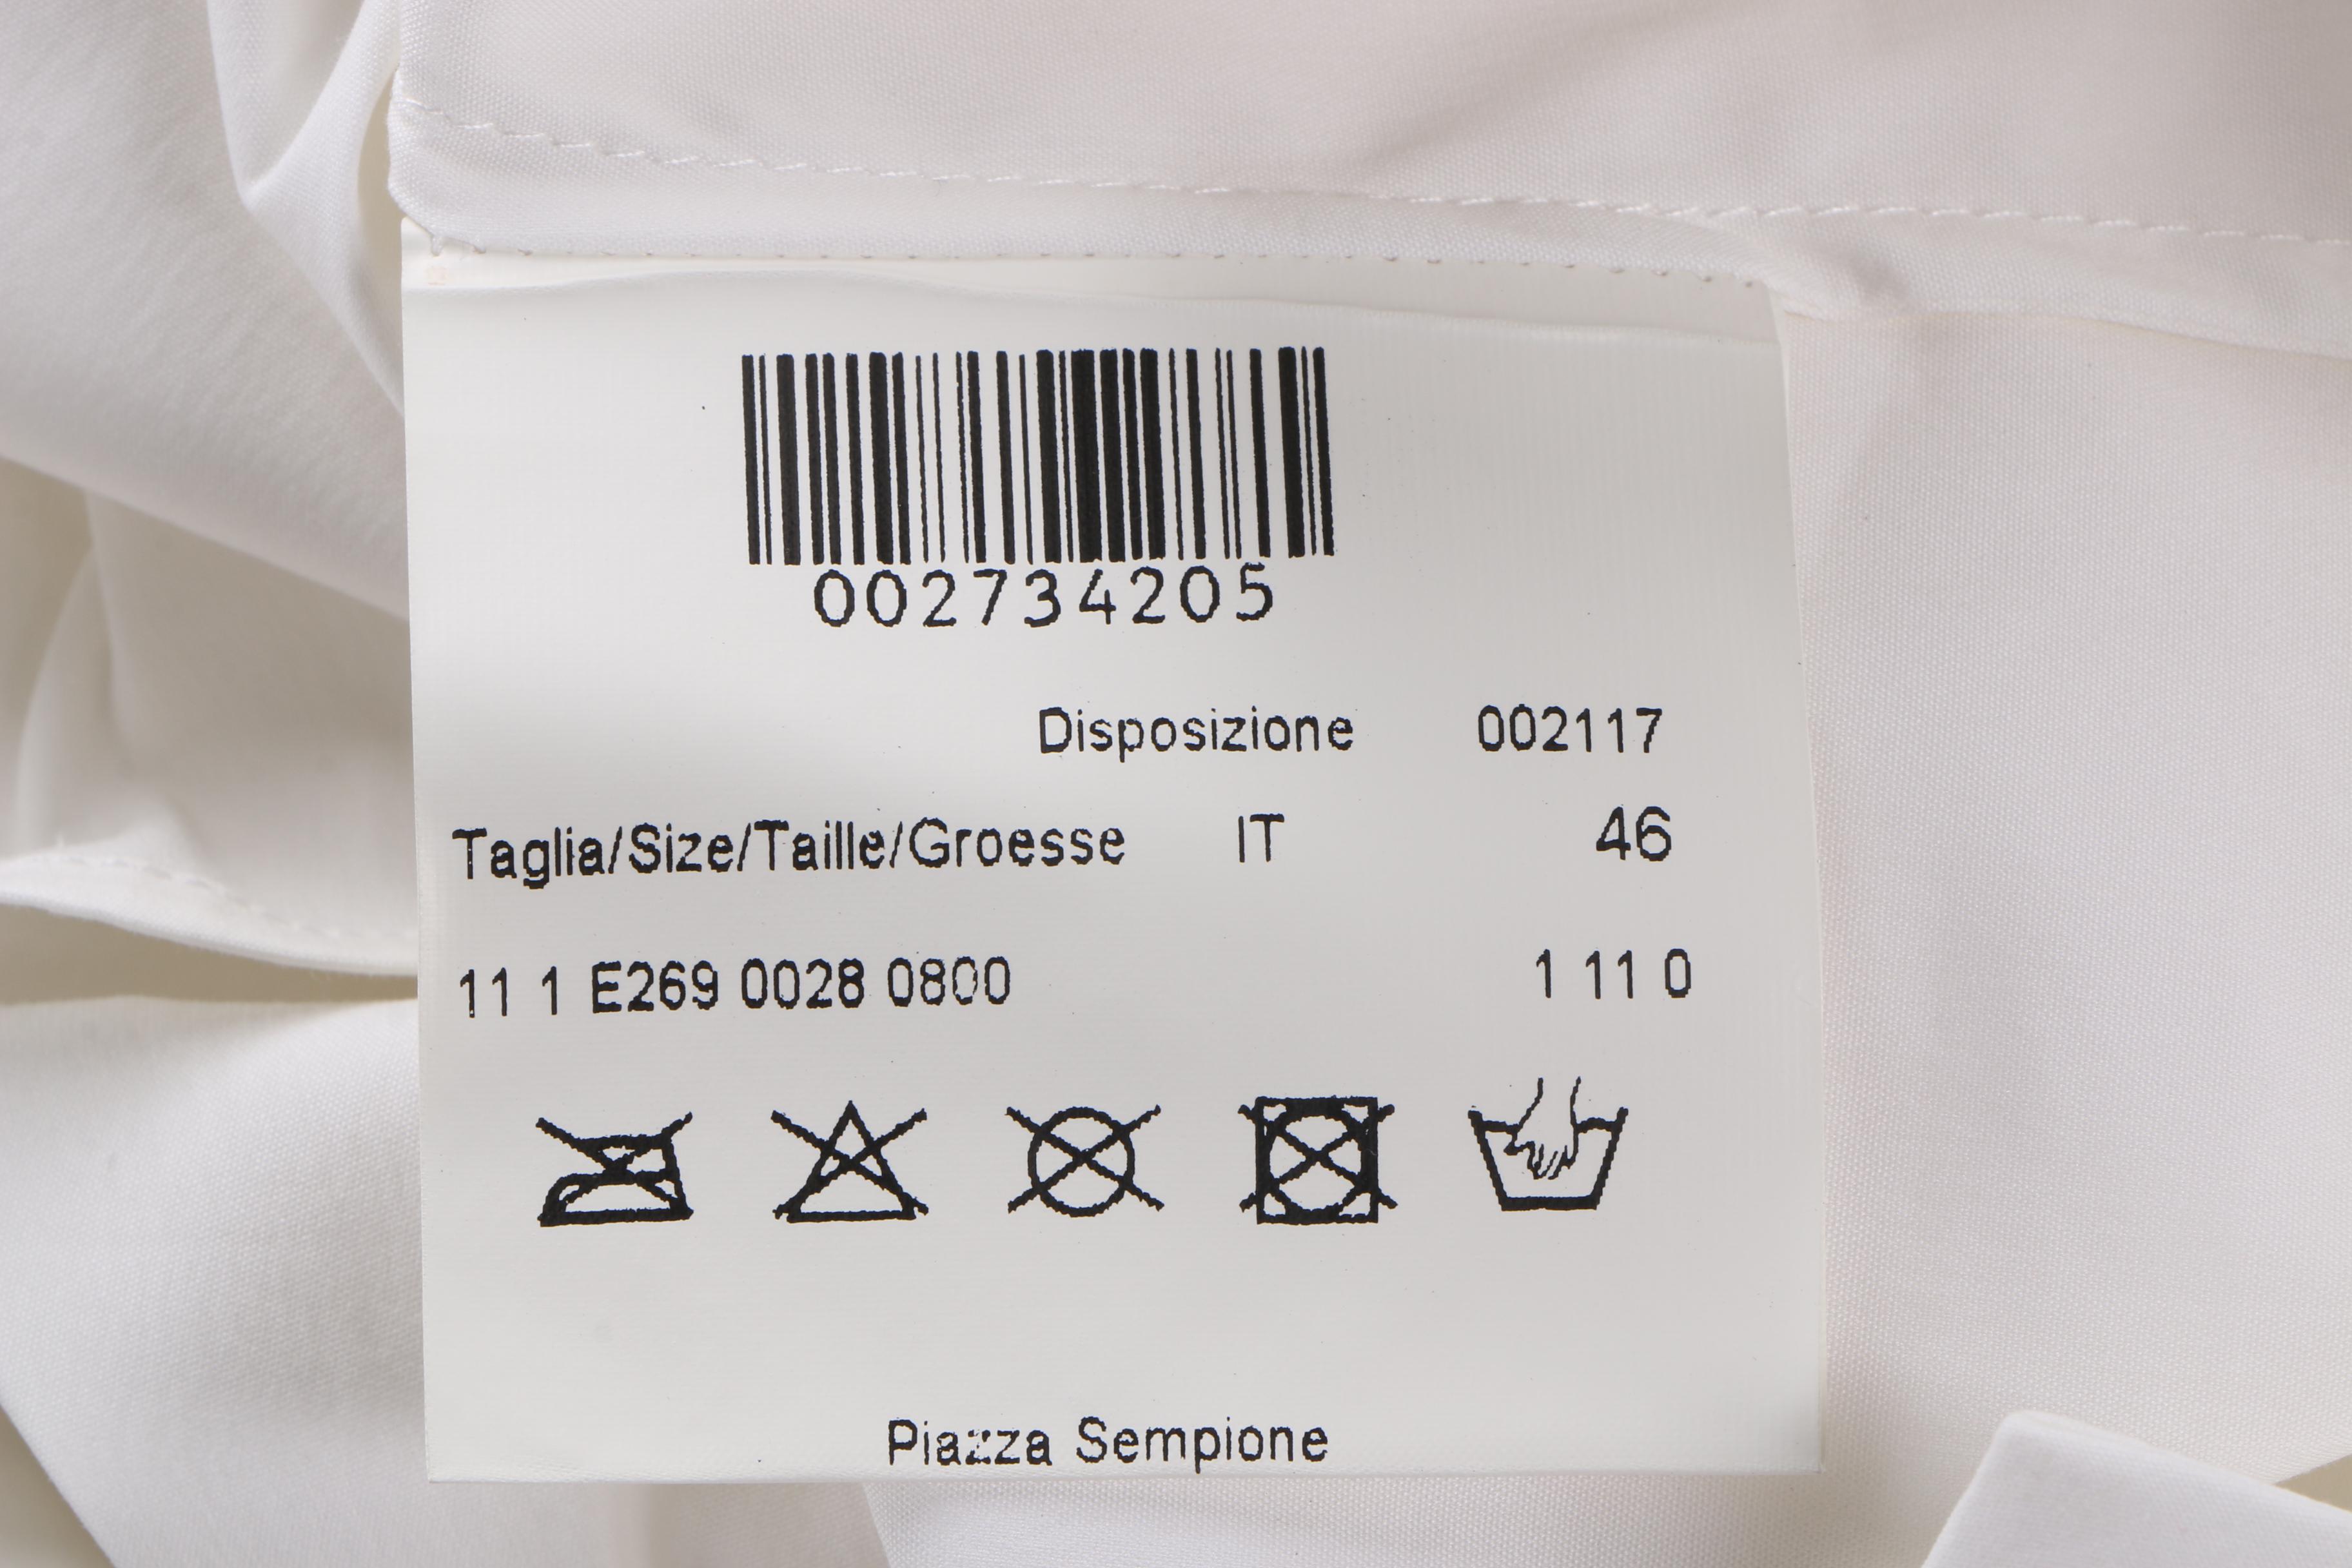 002734205
Disposizione 002117
Taglia/Size/Taille/Groesse IT 46
11 1 E269 0028 0800 1 11 0
Piazza Sempione